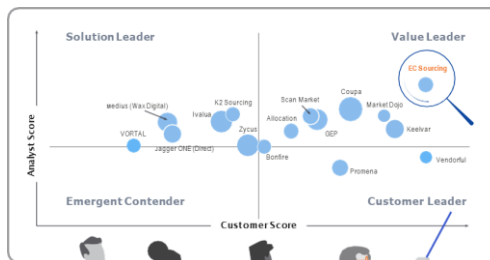 Solution Leader
Value Leader
EC Sourcing
Coupa
K2 Sourcing
Scan Market
Medius (Wax Digital)
Market Dojo
Ivalua
Allocation
GEP
Keelvar
Zycus
VORTAL
Jagger ONE (Direct)
Bonfire
Vendorful
Promena
Analyst Score
Emergent Contender
Customer Leader
Customer Score